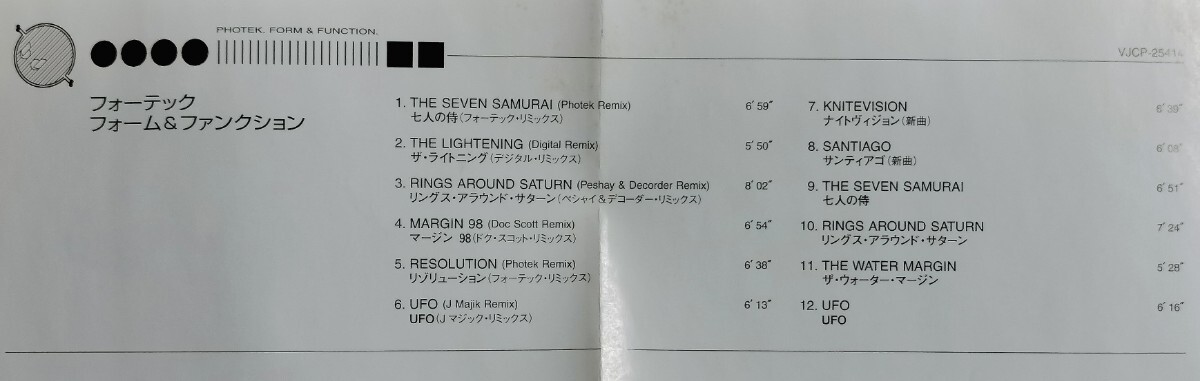 PHOTEK. FORM & FUNCTION.
VJCP-25414
フォーテック
フォーム&ファンクション
1. THE SEVEN SAMURAI (Photek Remix) 6'59"
七人の侍(フォーテック・リミックス)
2. THE LIGHTENING (Digital Remix) 5'50"
ザ・ライトニング(デジタル・リミックス)
3. RINGS AROUND SATURN (Peshay & Decorder Remix) 8'02"
リングス・アラウンド・サターン(ペシャイ&デコーダー・リミックス)
4. MARGIN 98 (Doc Scott Remix) 6'54"
マージン 98(ドク・スコット・リミックス)
5. RESOLUTION (Photek Remix) 6'38"
リゾリューション(フォーテック・リミックス)
6. UFO (J Majik Remix) 6'13"
UFO(J マジック・リミックス)
7. KNITEVISION 6'39"
ナイトヴィジョン(新曲)
8. SANTIAGO 6'08"
サンティアゴ(新曲)
9. THE SEVEN SAMURAI 6'51"
七人の侍
10. RINGS AROUND SATURN 7'24"
リングス・アラウンド・サターン
11. THE WATER MARGIN 5'28"
ザ・ウォーター・マージン
12. UFO 6'16"
UFO